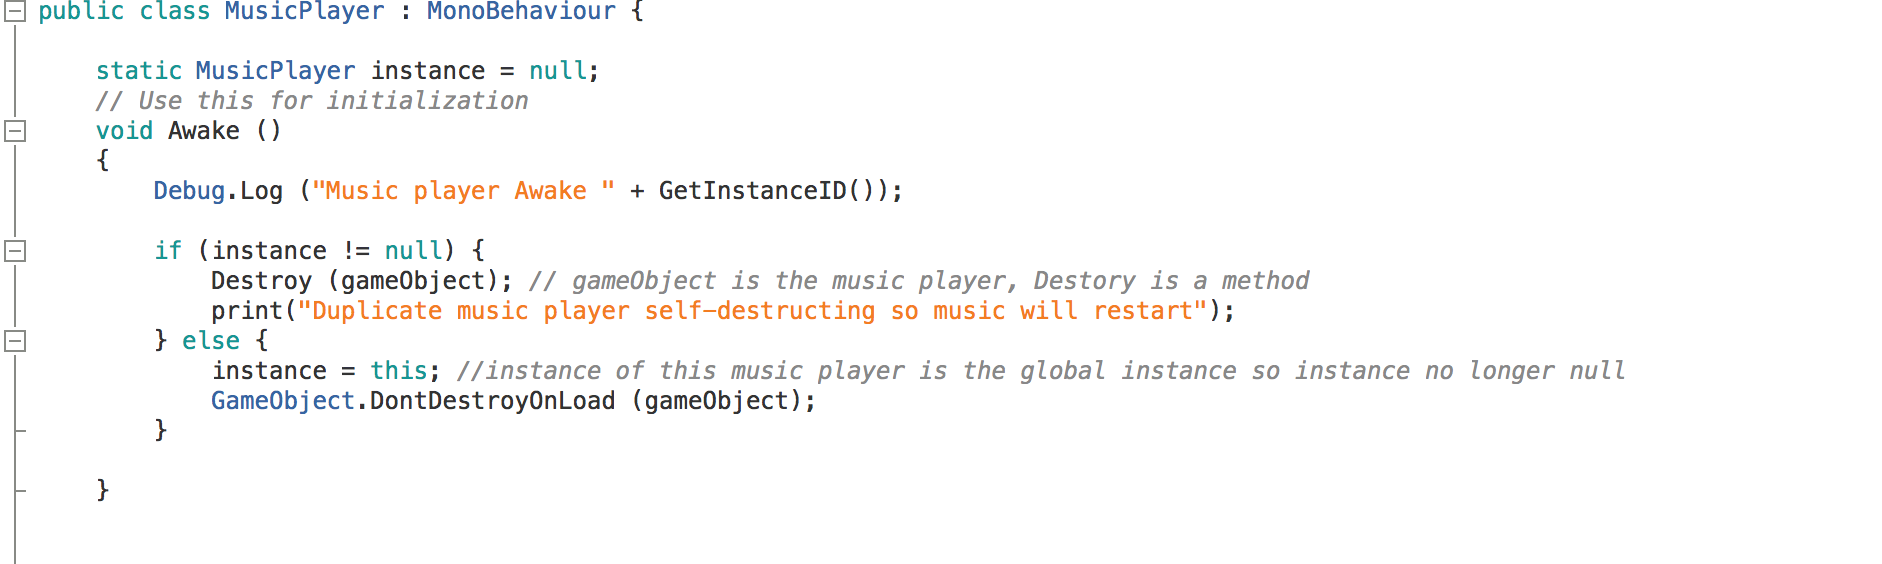 public class MusicPlayer : MonoBehaviour {
static MusicPlayer instance = null;
// Use this for initialization
void Awake ()
{
Debug.Log ("Music player Awake " + GetInstanceID());
if (instance != null) {
Destroy (gameObject); // gameObject is the music player, Destory is a method
print("Duplicate music player self-destructing so music will restart");
} else {
instance = this; //instance of this music player is the global instance so instance no longer null
GameObject.DontDestroyOnLoad (gameObject);
}
}